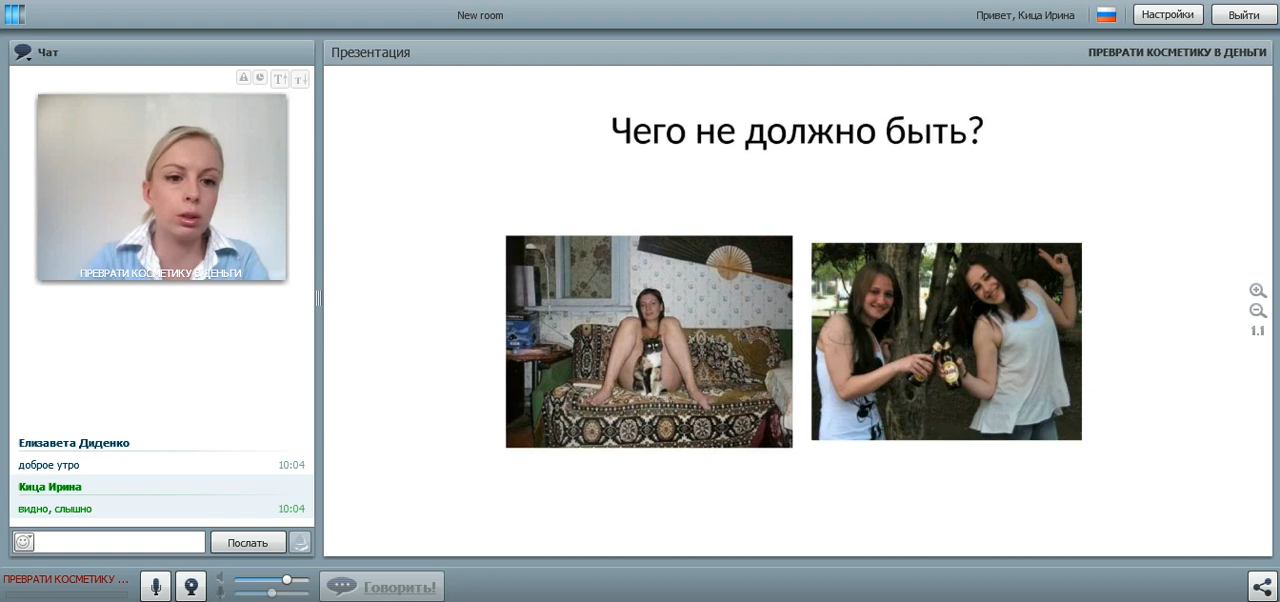 New room
Привет, Кица Ирина
Настройки
Выйти
Чат
Презентация
ПРЕВРАТИ КОСМЕТИКУ В ДЕНЬГИ
Чего не должно быть?
ПРЕВРАТИ КОСМЕТИКУ В ДЕНЬГИ
1.1
Елизавета Диденко
доброе утро 10:04
Кица Ирина
видно, слышно 10:04
Послать
ПРЕВРАТИ КОСМЕТИКУ ...
Говорить!